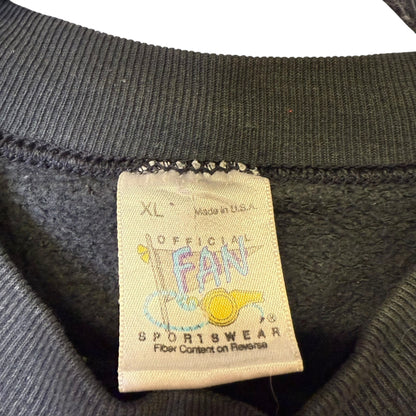 XL Made in U.S.A.
OFFICIAL
FAN
®
SPORTSWEAR
Fiber Content on Reverse